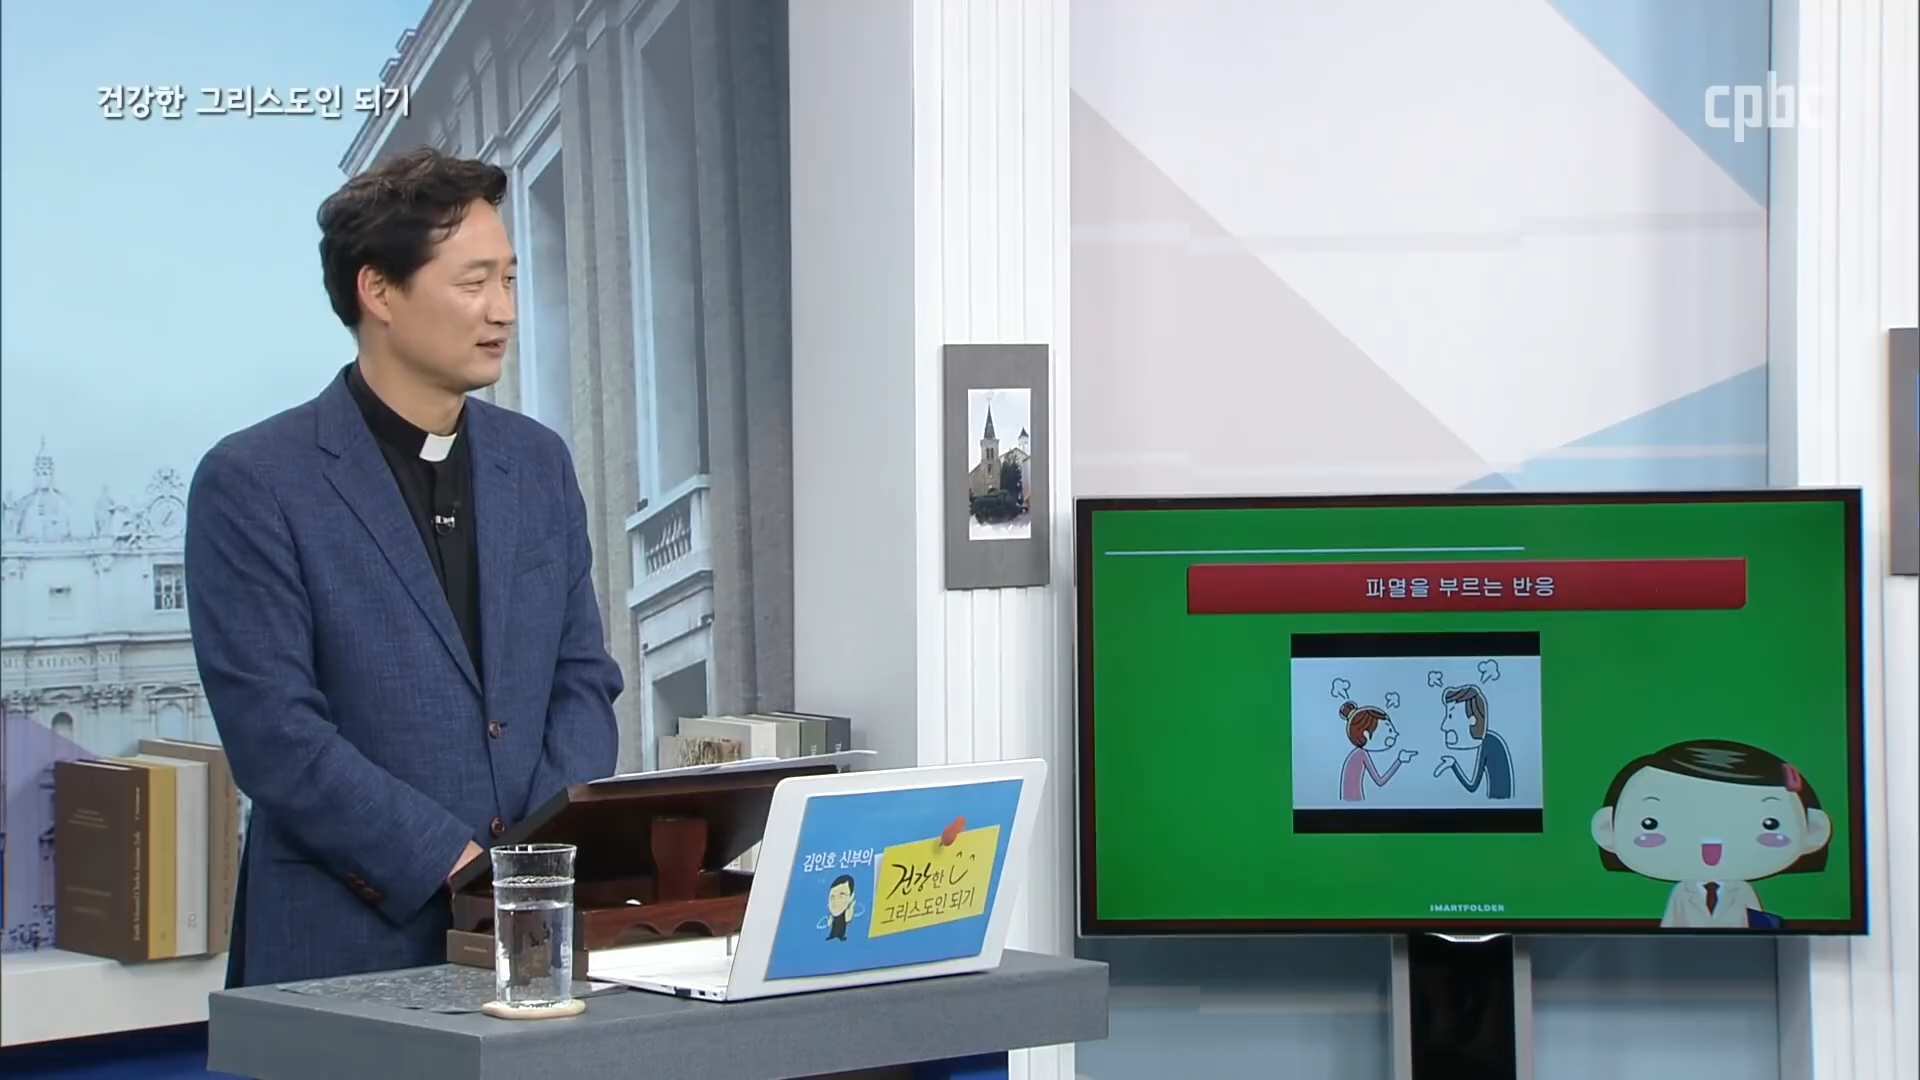 건강한 그리스도인 되기
cpbc
파멸을 부르는 반응
김인호 신부의
건강한
그리스도인 되기